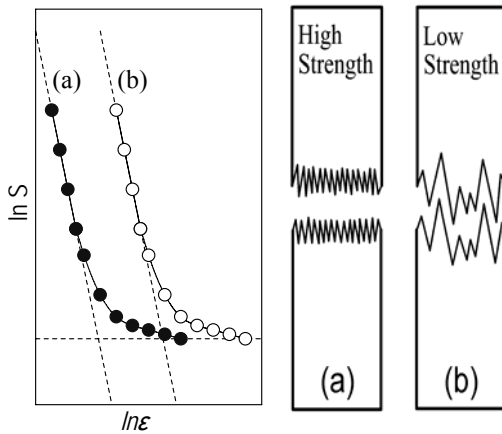 (a)
(b)
ln S
lnε
High
Strength
(a)
Low
Strength
(b)